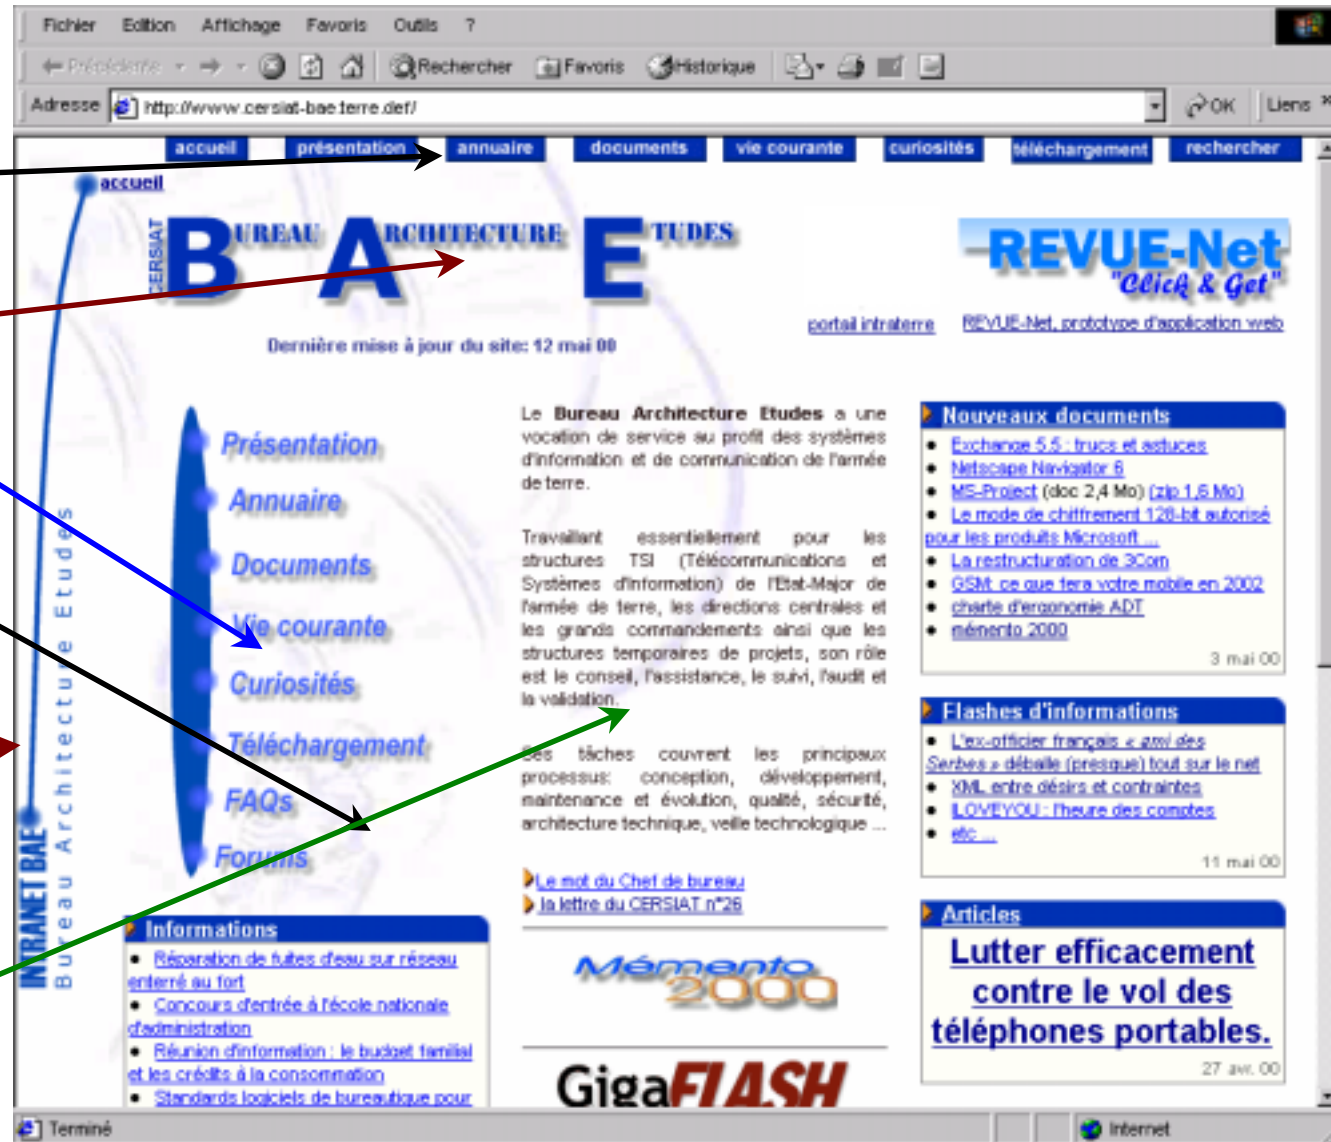 Fichier Edition Affichage Favoris Outils ?
Précédente Rechercher Favoris Historique
Adresse http://www.cersiat-bae.terre.def/ OK Liens »
accueil présentation annuaire documents vie courante curiosités téléchargement rechercher
accueil
CERSIAT
BUREAU ARCHITECTURE ETUDES
REVUE-Net
"Click & Get"
portail intraterre
REVUE-Net, prototype d'application web
Dernière mise à jour du site: 12 mai 00
INTRANET BAE
Bureau Architecture Etudes
Présentation
Annuaire
Documents
Vie courante
Curiosités
Téléchargement
FAQs
Forums
Informations
• Réparation de fuites d'eau sur réseau
enterré au fort
• Concours d'entrée à l'école nationale
d'administration
• Réunion d'information : le budget familial
et les crédits à la consommation
• Standards logiciels de bureautique pour
Le Bureau Architecture Etudes a une
vocation de service au profit des systèmes
d'information et de communication de l'armée
de terre.
Travaillant essentiellement pour les
structures TSI (Télécommunications et
Systèmes d'Information) de l'Etat-Major de
l'armée de terre, les directions centrales et
les grands commandements ainsi que les
structures temporaires de projets, son rôle
est le conseil, l'assistance, le suivi, l'audit et
la validation.
Ses tâches couvrent les principaux
processus: conception, développement,
maintenance et évolution, qualité, sécurité,
architecture technique, veille technologique ...
Le mot du Chef de bureau
la lettre du CERSIAT n°26
Mémento
2000
GigaFLASH
Nouveaux documents
• Exchange 5.5 : trucs et astuces
• Netscape Navigator 6
• MS-Project (doc 2,4 Mo) (zip 1,6 Mo)
• Le mode de chiffrement 128-bit autorisé
pour les produits Microsoft ...
• La restructuration de 3Com
• GSM: ce que fera votre mobile en 2002
• charte d'ergonomie ADT
• mémento 2000
3 mai 00
Flashes d'informations
• L'ex-officier français « ami des
Serbes » déballe (presque) tout sur le net
• XML entre désirs et contraintes
• ILOVEYOU : l'heure des comptes
• etc ...
11 mai 00
Articles
Lutter efficacement
contre le vol des
téléphones portables.
27 avr. 00
Terminé Internet